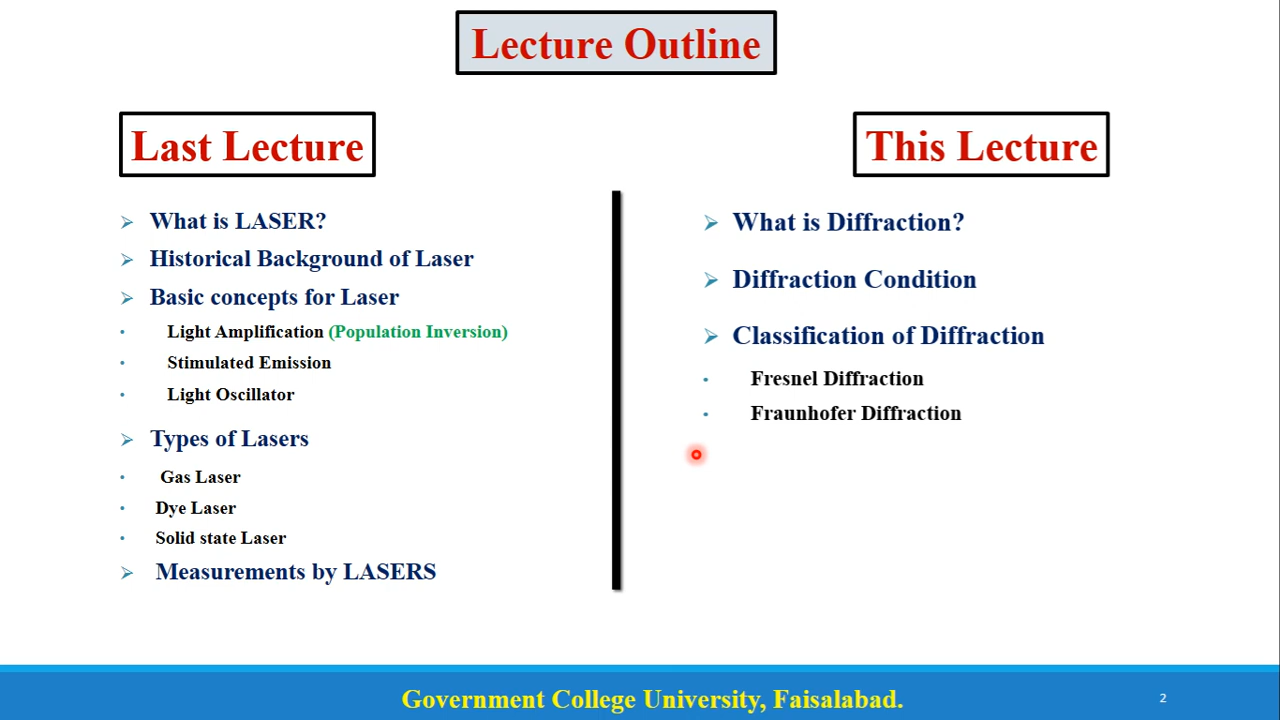 Lecture Outline
Last Lecture
What is LASER?
Historical Background of Laser
Basic concepts for Laser
Light Amplification (Population Inversion)
Stimulated Emission
Light Oscillator
Types of Lasers
Gas Laser
Dye Laser
Solid state Laser
Measurements by LASERS
This Lecture
What is Diffraction?
Diffraction Condition
Classification of Diffraction
Fresnel Diffraction
Fraunhofer Diffraction
Government College University, Faisalabad.
2